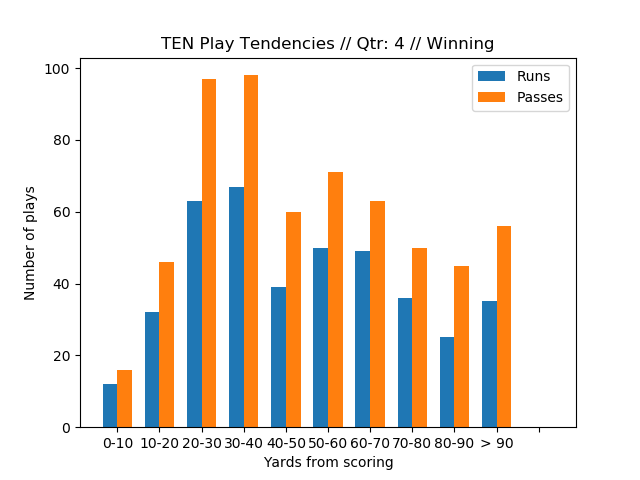 TEN Play Tendencies // Qtr: 4 // Winning
Runs
Passes
Number of plays
100
80
60
40
20
0
0-10 10-20 20-30 30-40 40-50 50-60 60-70 70-80 80-90 > 90
Yards from scoring